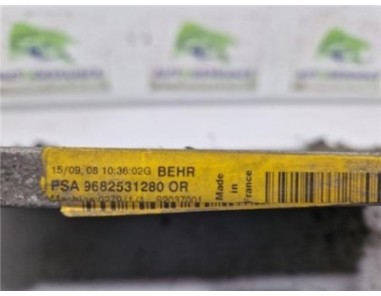 15/09, 08 10:36:02G BEHR
PSA 9682531280 OR
Made
in
France